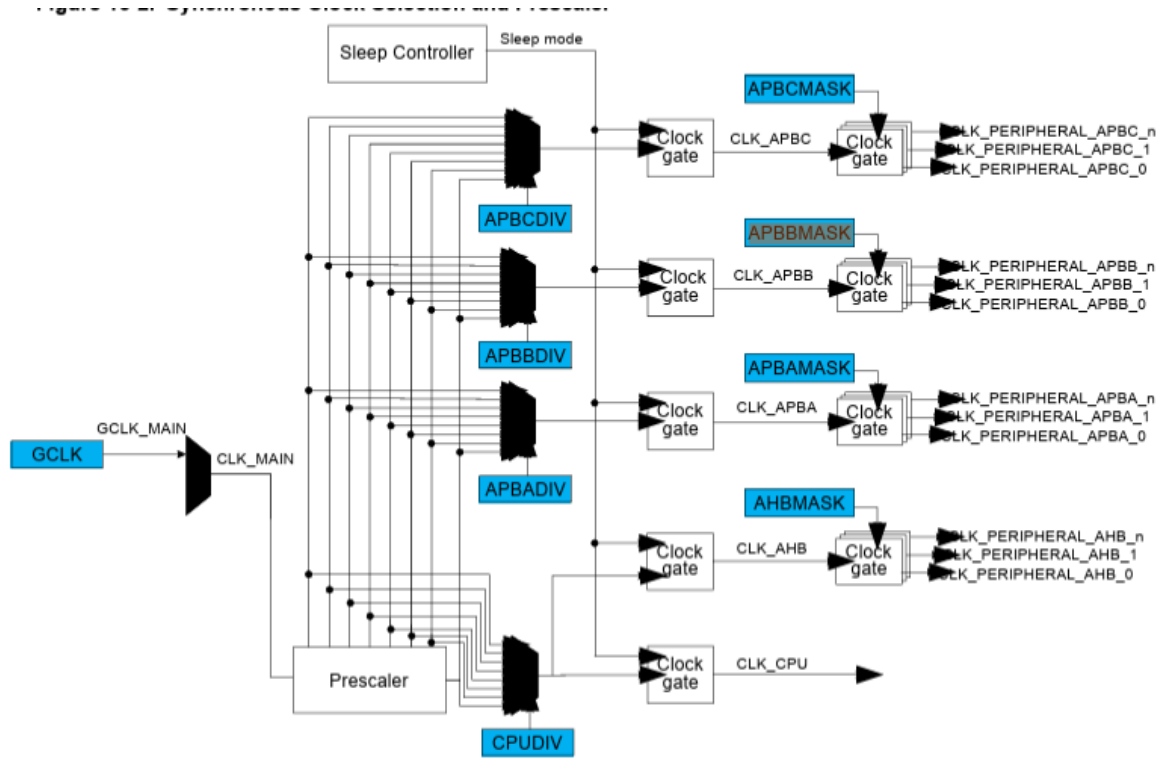 Sleep Controller
Sleep mode
APBCMASK
Clock gate
CLK_APBC
Clock gate
CLK_PERIPHERAL_APBC_n
CLK_PERIPHERAL_APBC_1
CLK_PERIPHERAL_APBC_0
APBCDIV
APBBMASK
Clock gate
CLK_APBB
Clock gate
CLK_PERIPHERAL_APBB_n
CLK_PERIPHERAL_APBB_1
CLK_PERIPHERAL_APBB_0
APBBDIV
APBAMASK
Clock gate
CLK_APBA
Clock gate
CLK_PERIPHERAL_APBA_n
CLK_PERIPHERAL_APBA_1
CLK_PERIPHERAL_APBA_0
GCLK
GCLK_MAIN
CLK_MAIN
APBADIV
AHBMASK
Clock gate
CLK_AHB
Clock gate
CLK_PERIPHERAL_AHB_n
CLK_PERIPHERAL_AHB_1
CLK_PERIPHERAL_AHB_0
Prescaler
Clock gate
CLK_CPU
CPUDIV